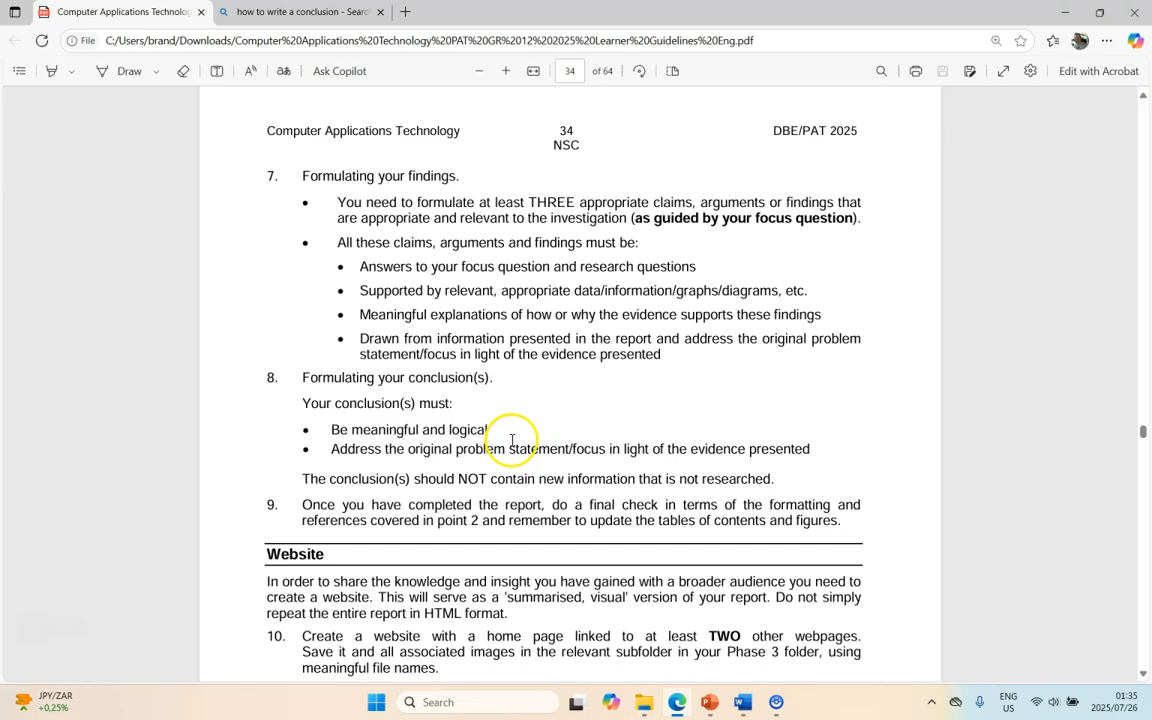 Computer Applications Technolog
how to write a conclusion - Searc
File
C:/Users/brand/Downloads/Computer%20Applications%20Technology%20PAT%20GR%2012%202025%20Learner%20Guidelines%20Eng.pdf
Draw
Ask Copilot
34
of 64
Edit with Acrobat
Computer Applications Technology
34
DBE/PAT 2025
NSC
7. Formulating your findings.
• You need to formulate at least THREE appropriate claims, arguments or findings that
are appropriate and relevant to the investigation (as guided by your focus question).
• All these claims, arguments and findings must be:
• Answers to your focus question and research questions
• Supported by relevant, appropriate data/information/graphs/diagrams, etc.
• Meaningful explanations of how or why the evidence supports these findings
• Drawn from information presented in the report and address the original problem
statement/focus in light of the evidence presented
8. Formulating your conclusion(s).
Your conclusion(s) must:
• Be meaningful and logical
• Address the original problem statement/focus in light of the evidence presented
The conclusion(s) should NOT contain new information that is not researched.
9. Once you have completed the report, do a final check in terms of the formatting and
references covered in point 2 and remember to update the tables of contents and figures.
Website
In order to share the knowledge and insight you have gained with a broader audience you need to
create a website. This will serve as a 'summarised, visual' version of your report. Do not simply
repeat the entire report in HTML format.
10. Create a website with a home page linked to at least TWO other webpages.
Save it and all associated images in the relevant subfolder in your Phase 3 folder, using
meaningful file names.
JPY/ZAR
+0,25%
Search
ENG
US
01:35
2025/07/26